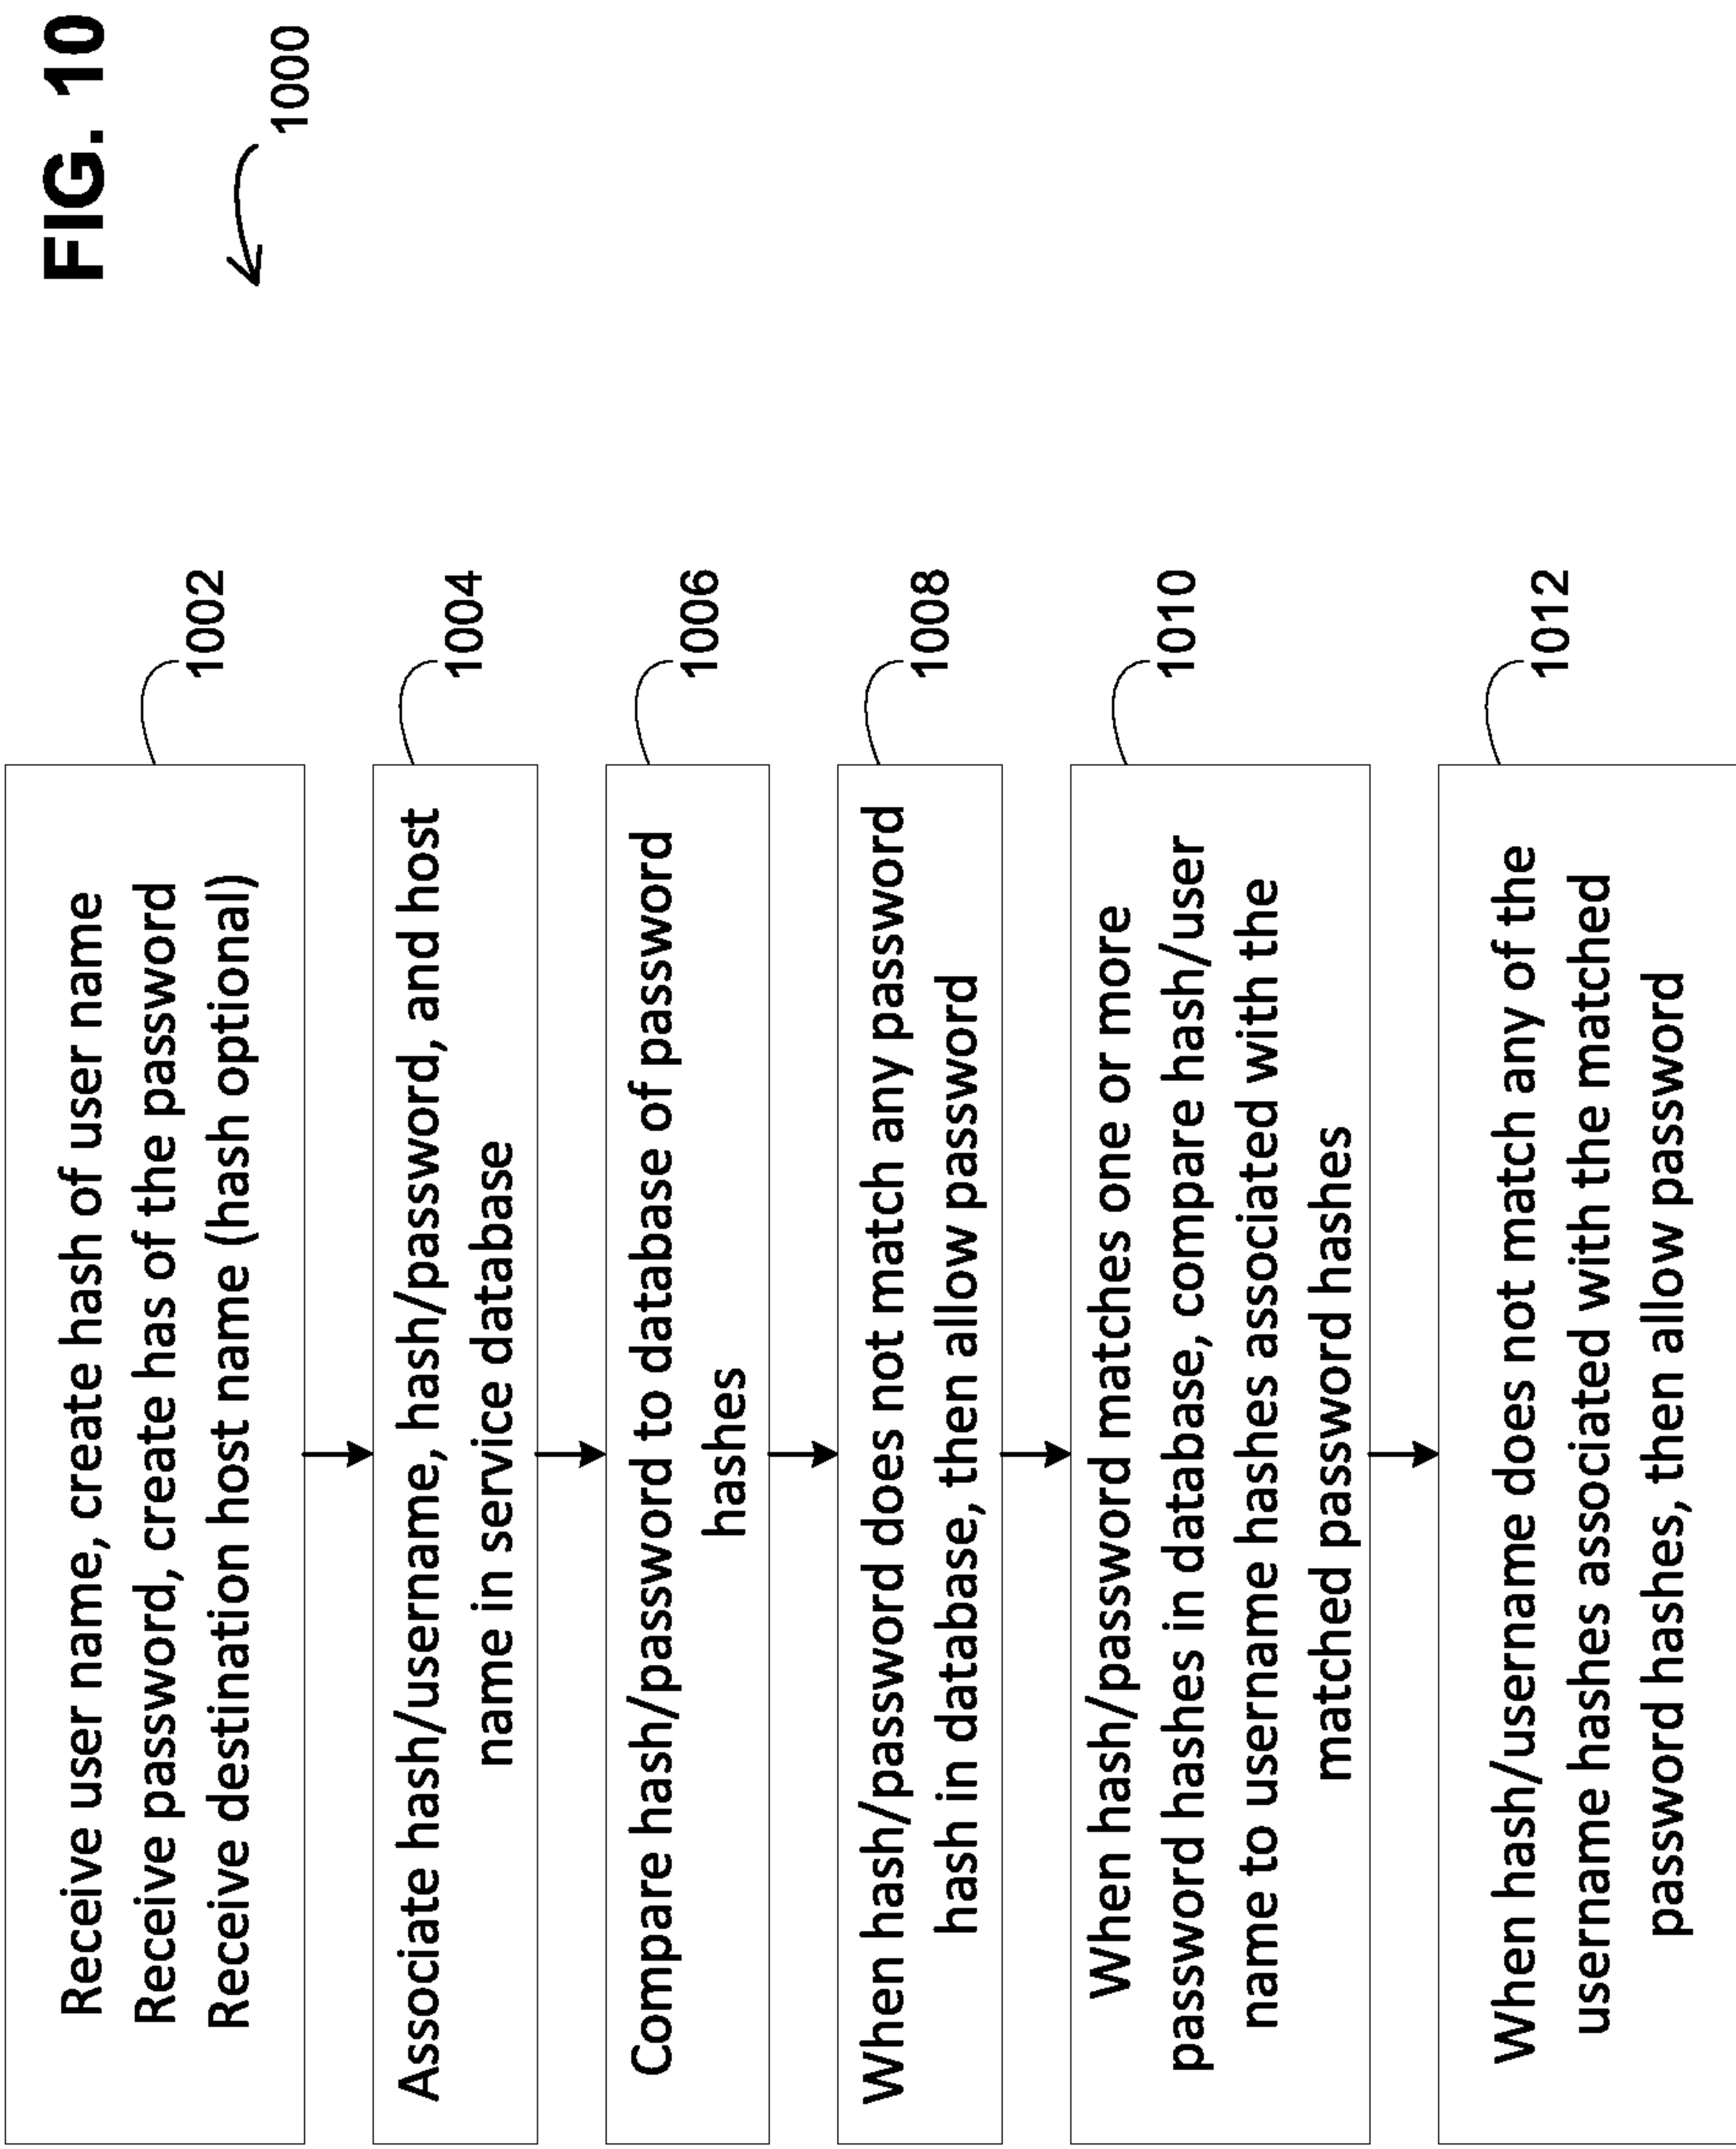 FIG. 10
1000
Receive user name, create hash of user name
Receive password, create has of the password
Receive destination host name (hash optional)
1002
Associate hash/username, hash/password, and host
name in service database
1004
Compare hash/password to database of password
hashes
1006
When hash/password does not match any password
hash in database, then allow password
1008
When hash/password matches one or more
password hashes in database, compare hash/user
name to username hashes associated with the
matched password hashes
1010
When hash/username does not match any of the
username hashes associated with the matched
password hashes, then allow password
1012